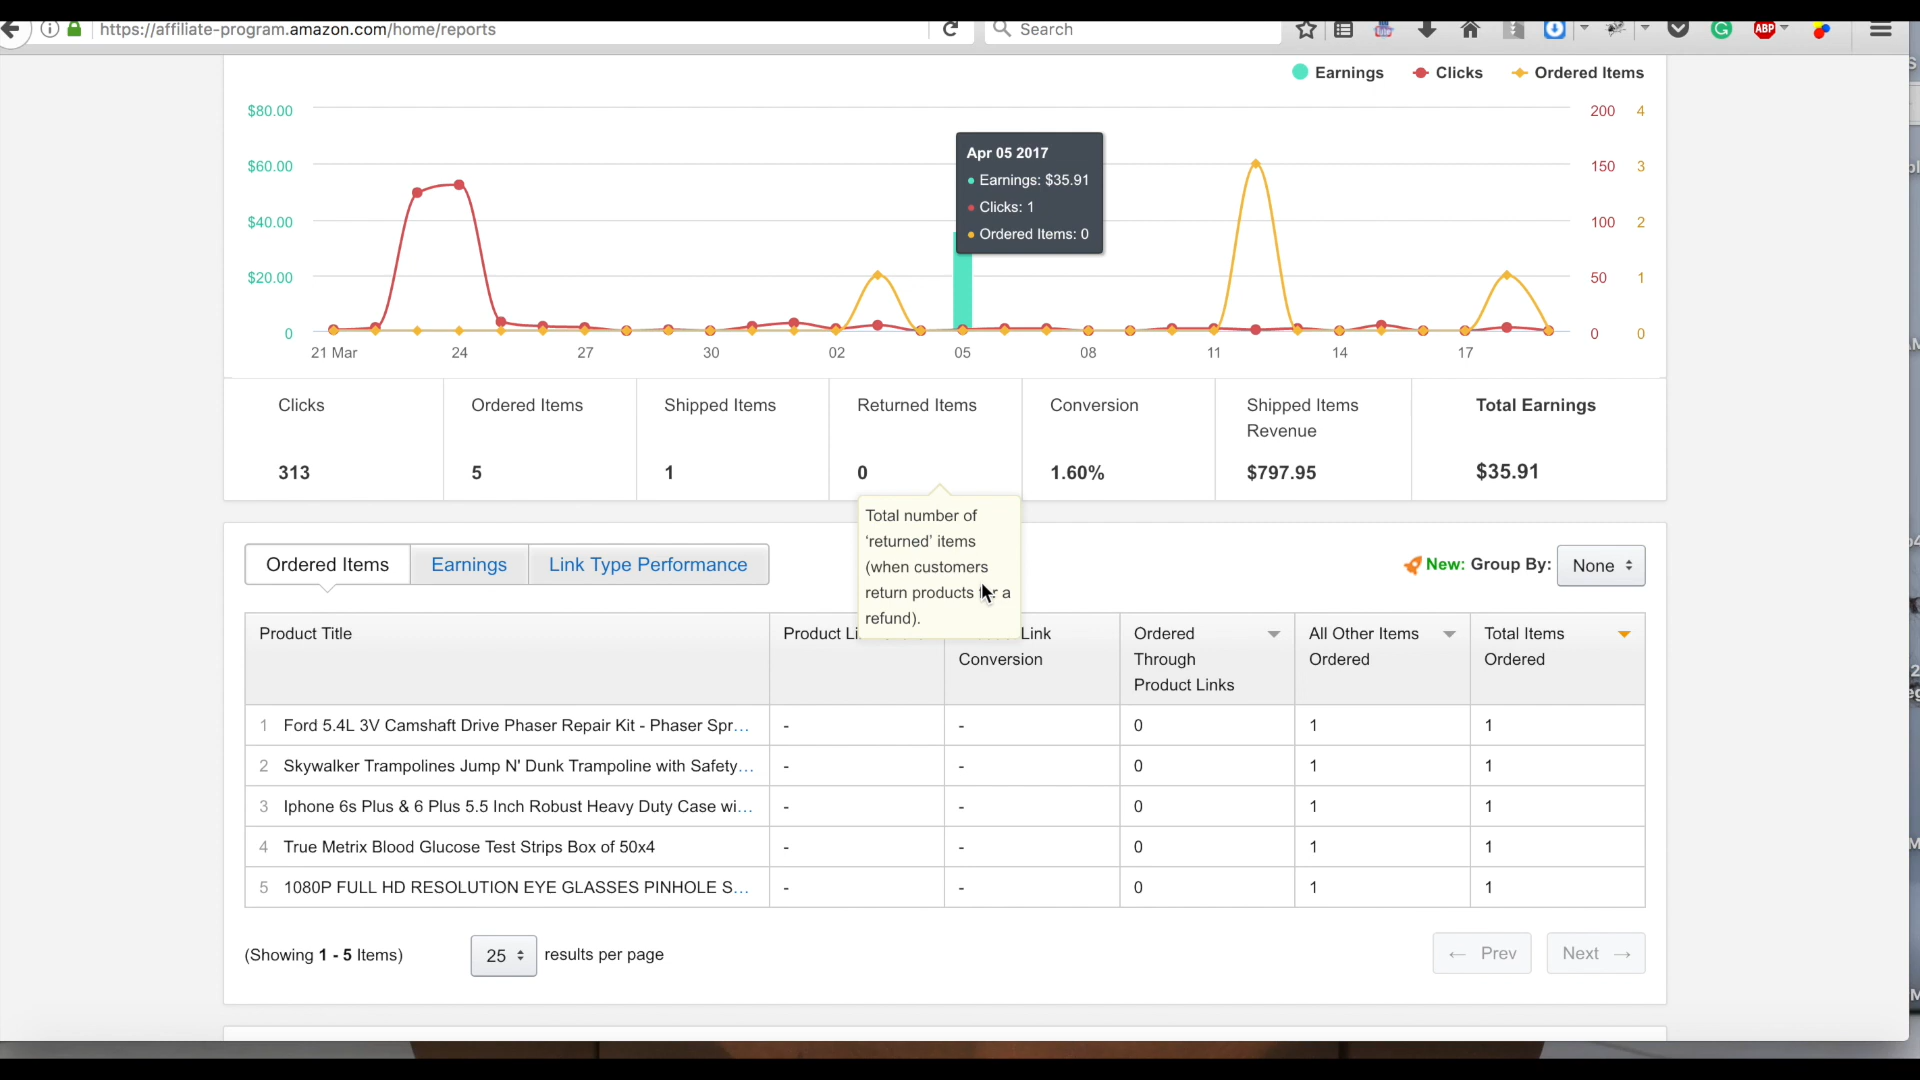 https://affiliate-program.amazon.com/home/reports
Search
ABP
Earnings Clicks Ordered Items
$80.00 200 4
Apr 05 2017
$60.00 150 3
Earnings: $35.91
Clicks: 1
$40.00 100 2
Ordered Items: 0
$20.00 50 1
0 0 0
21 Mar 24 27 30 02 05 08 11 14 17
Clicks Ordered Items Shipped Items Returned Items Conversion Shipped Items Total Earnings
Revenue
313 5 1 0 1.60% $797.95 $35.91
Total number of
‘returned’ items
(when customers
return products a
refund).
Ordered Items Earnings Link Type Performance
New: Group By: None
Product Title Product Link Ordered All Other Items Total Items
Conversion Through Ordered Ordered
Product Links
1 Ford 5.4L 3V Camshaft Drive Phaser Repair Kit - Phaser Spr... - - 0 1 1
2 Skywalker Trampolines Jump N' Dunk Trampoline with Safety... - - 0 1 1
3 Iphone 6s Plus & 6 Plus 5.5 Inch Robust Heavy Duty Case wi... - - 0 1 1
4 True Metrix Blood Glucose Test Strips Box of 50x4 - - 0 1 1
5 1080P FULL HD RESOLUTION EYE GLASSES PINHOLE S... - - 0 1 1
(Showing 1 - 5 Items) 25 results per page ← Prev Next →